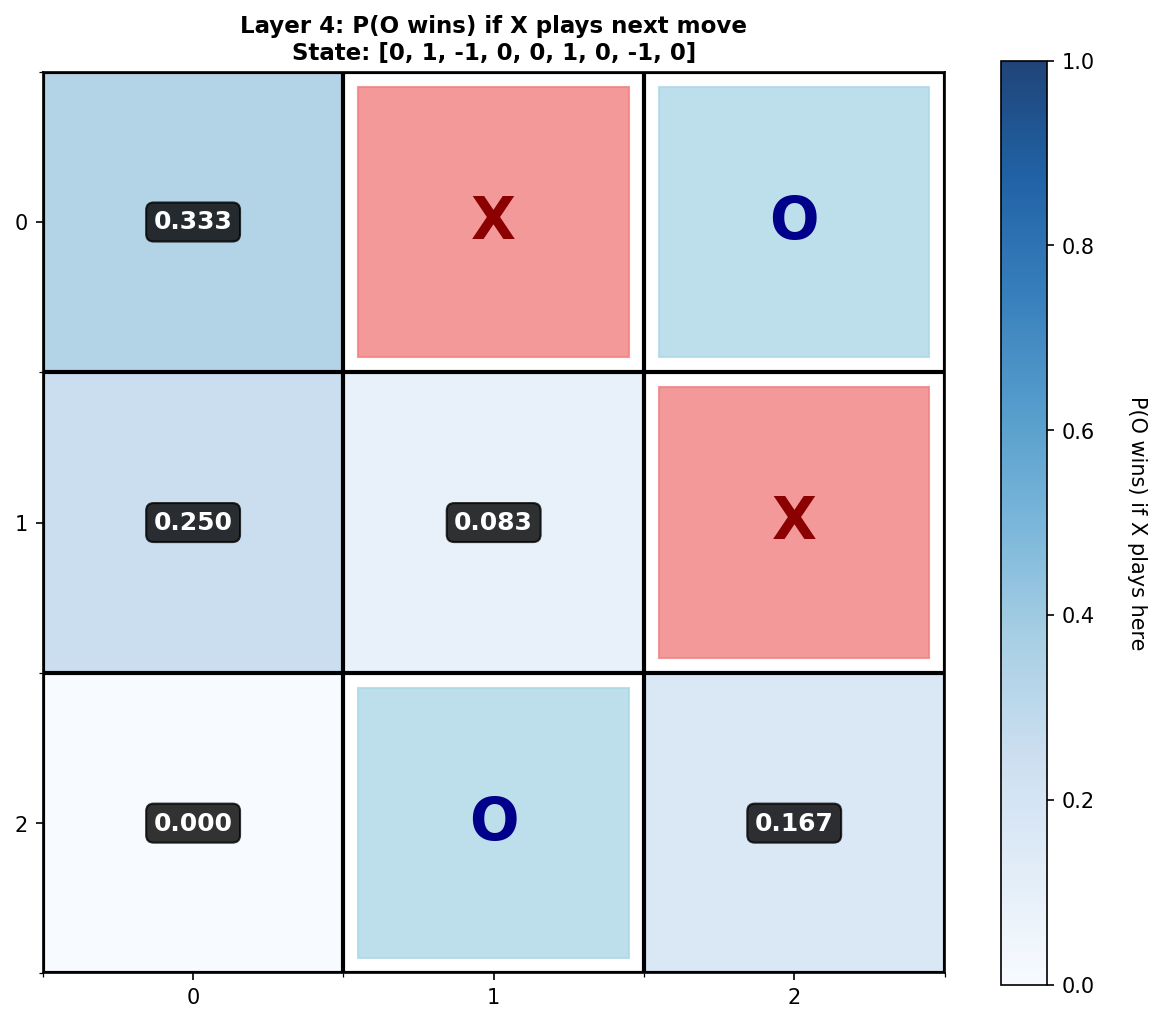 Layer 4: P(O wins) if X plays next move
State: [0, 1, -1, 0, 0, 1, 0, -1, 0]
0
0.333
X
O
1
0.250
0.083
X
2
0.000
O
0.167
0
1
2
1.0
0.8
0.6
0.4
0.2
0.0
P(O wins) if X plays here